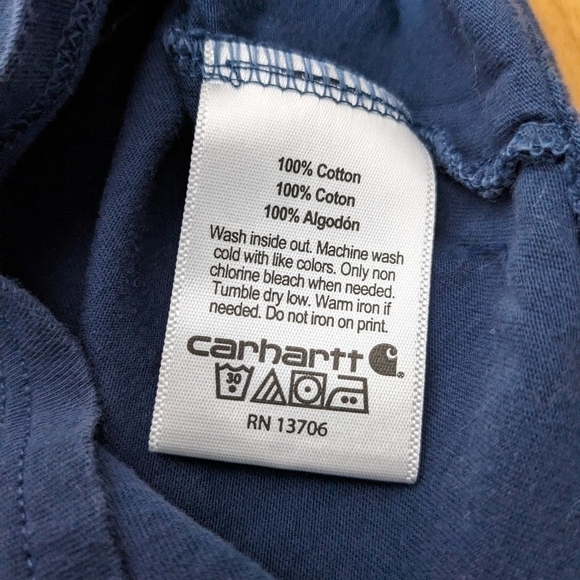 100% Cotton
100% Coton
100% Algodón
Wash inside out. Machine wash
cold with like colors. Only non
chlorine bleach when needed.
Tumble dry low. Warm iron if
needed. Do not iron on print.
carhartt
30
RN 13706